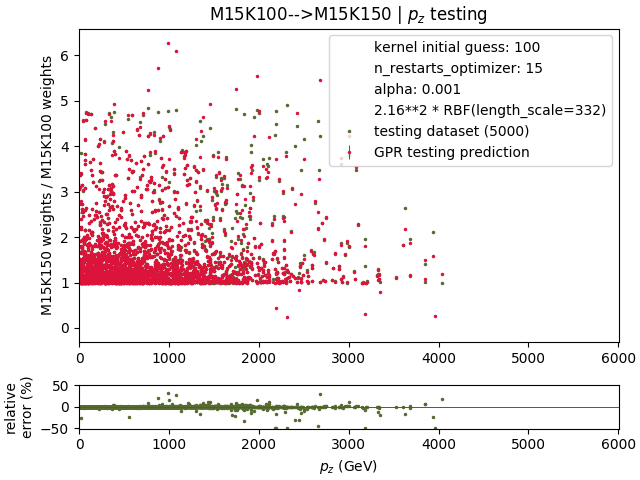 M15K100-->M15K150 | p_z testing
M15K150 weights / M15K100 weights
6
5
4
3
2
1
0
kernel initial guess: 100
n_restarts_optimizer: 15
alpha: 0.001
2.16**2 * RBF(length_scale=332)
testing dataset (5000)
GPR testing prediction
0 1000 2000 3000 4000 5000 6000
relative
error (%)
50
0
−50
0 1000 2000 3000 4000 5000 6000
p_z (GeV)